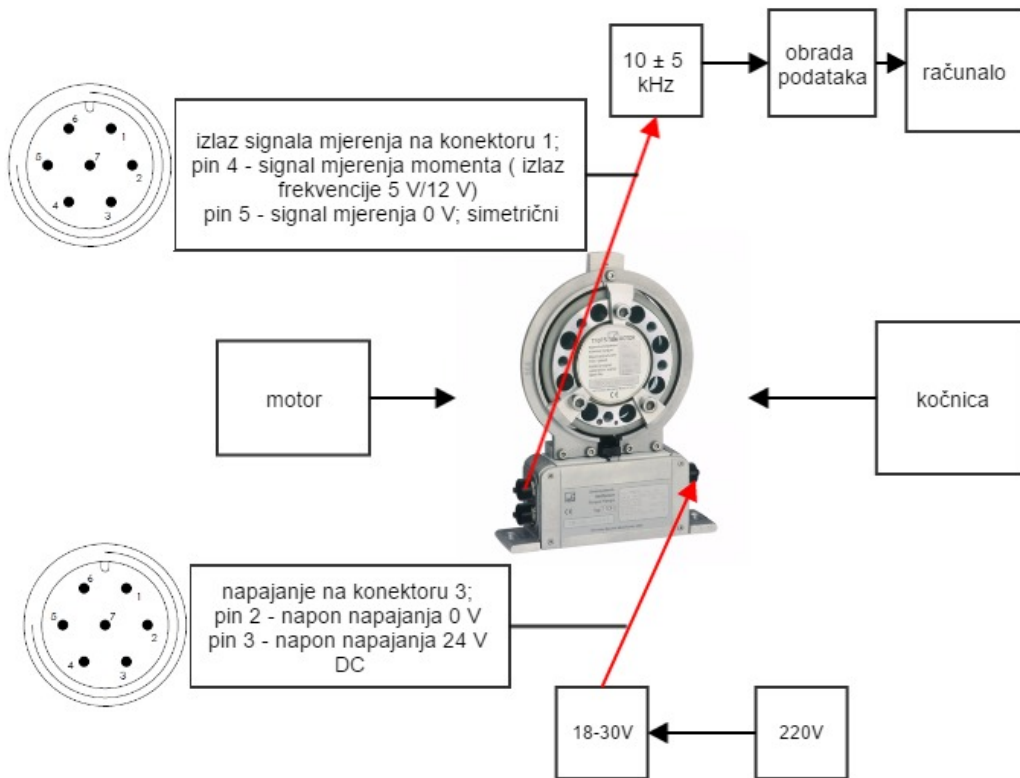 10 ± 5
kHz
obrada
podataka
računalo
6
1
5
7
2
4
3
izlaz signala mjerenja na konektoru 1;
pin 4 - signal mjerenja momenta ( izlaz
frekvencije 5 V/12 V)
pin 5 - signal mjerenja 0 V; simetrični
motor
kočnica
6
1
5
7
2
4
3
napajanje na konektoru 3;
pin 2 - napon napajanja 0 V
pin 3 - napon napajanja 24 V
DC
18-30V
220V